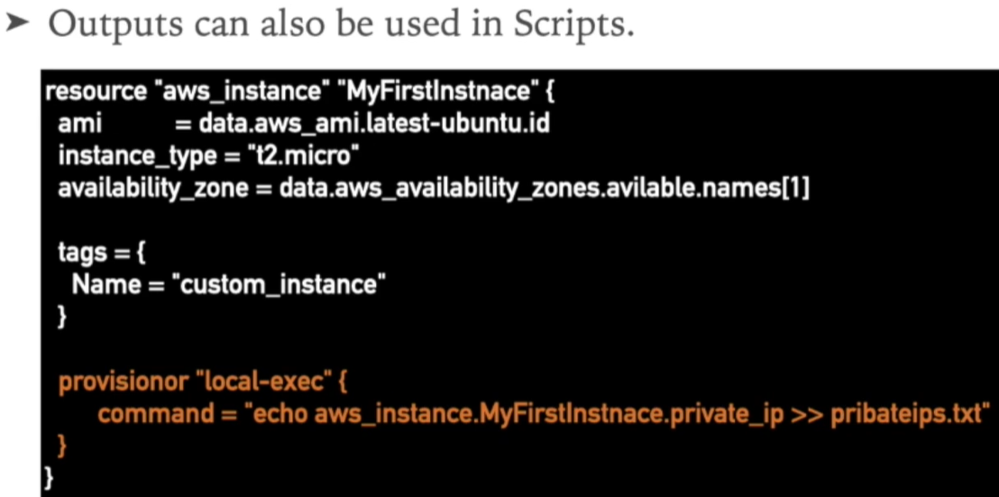 ➤ Outputs can also be used in Scripts.
resource "aws_instance" "MyFirstInstnace" {
  ami          = data.aws_ami.latest-ubuntu.id
  instance_type = "t2.micro"
  availability_zone = data.aws_availability_zones.avilable.names[1]
  tags = {
    Name = "custom_instance"
  }
  provisionor "local-exec" {
      command = "echo aws_instance.MyFirstInstnace.private_ip >> pribateips.txt"
  }
}